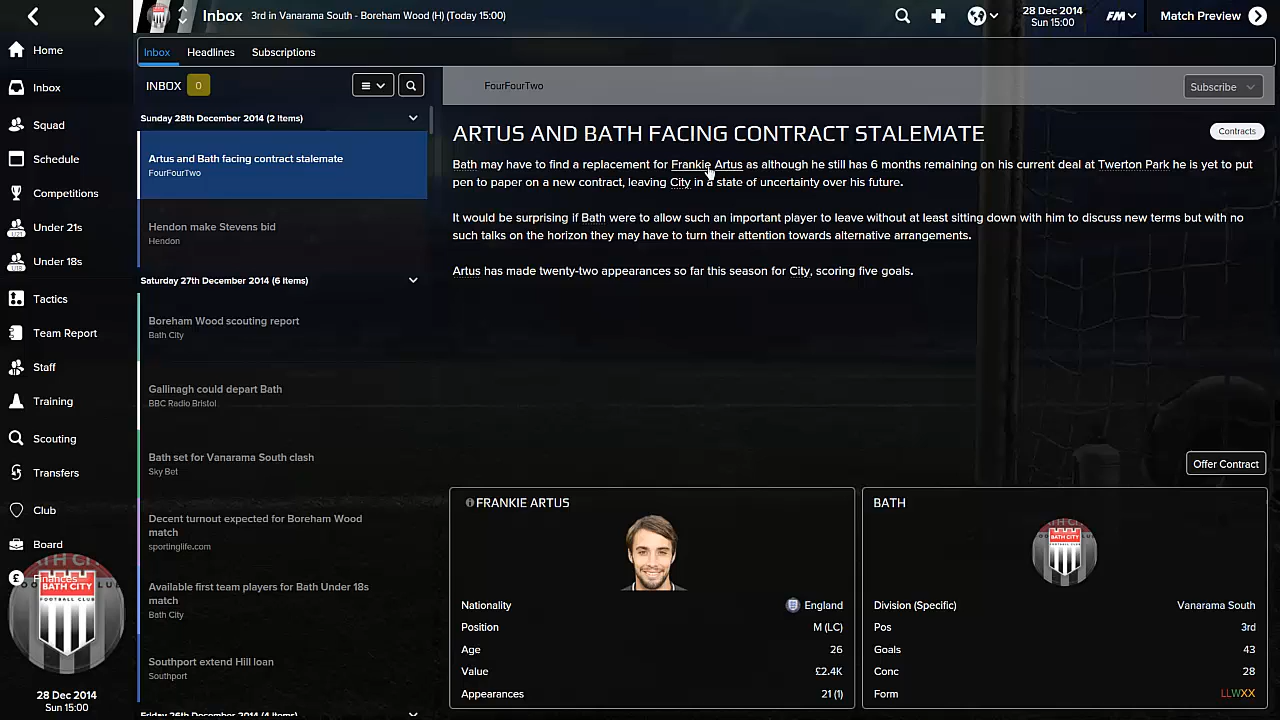 Inbox
3rd in Vanarama South - Boreham Wood (H) (Today 15:00)
28 Dec 2014
Sun 15:00
FM
Match Preview
Home
Inbox
Squad
Schedule
Competitions
Under 21s
Under 18s
Tactics
Team Report
Staff
Training
Scouting
Transfers
Club
Board
Finances
BATH CITY
FOOTBALL CLUB
28 Dec 2014
Sun 15:00
Inbox Headlines Subscriptions
INBOX 0
Sunday 28th December 2014 (2 Items)
Artus and Bath facing contract stalemate
FourFourTwo
Hendon make Stevens bid
Hendon
Saturday 27th December 2014 (6 Items)
Boreham Wood scouting report
Bath City
Gallinagh could depart Bath
BBC Radio Bristol
Bath set for Vanarama South clash
Sky Bet
Decent turnout expected for Boreham Wood
match
sportinglife.com
Available first team players for Bath Under 18s
match
Bath City
Southport extend Hill loan
Southport
Friday 26th December 2014 (4 Items)
FourFourTwo
Subscribe
ARTUS AND BATH FACING CONTRACT STALEMATE
Contracts
Bath may have to find a replacement for Frankie Artus as although he still has 6 months remaining on his current deal at Twerton Park he is yet to put
pen to paper on a new contract, leaving City in a state of uncertainty over his future.
It would be surprising if Bath were to allow such an important player to leave without at least sitting down with him to discuss new terms but with no
such talks on the horizon they may have to turn their attention towards alternative arrangements.
Artus has made twenty-two appearances so far this season for City, scoring five goals.
Offer Contract
FRANKIE ARTUS
Nationality England
Position M (LC)
Age 26
Value £2.4K
Appearances 21 (1)
BATH
Division (Specific) Vanarama South
Pos 3rd
Goals 43
Conc 28
Form LLWXX